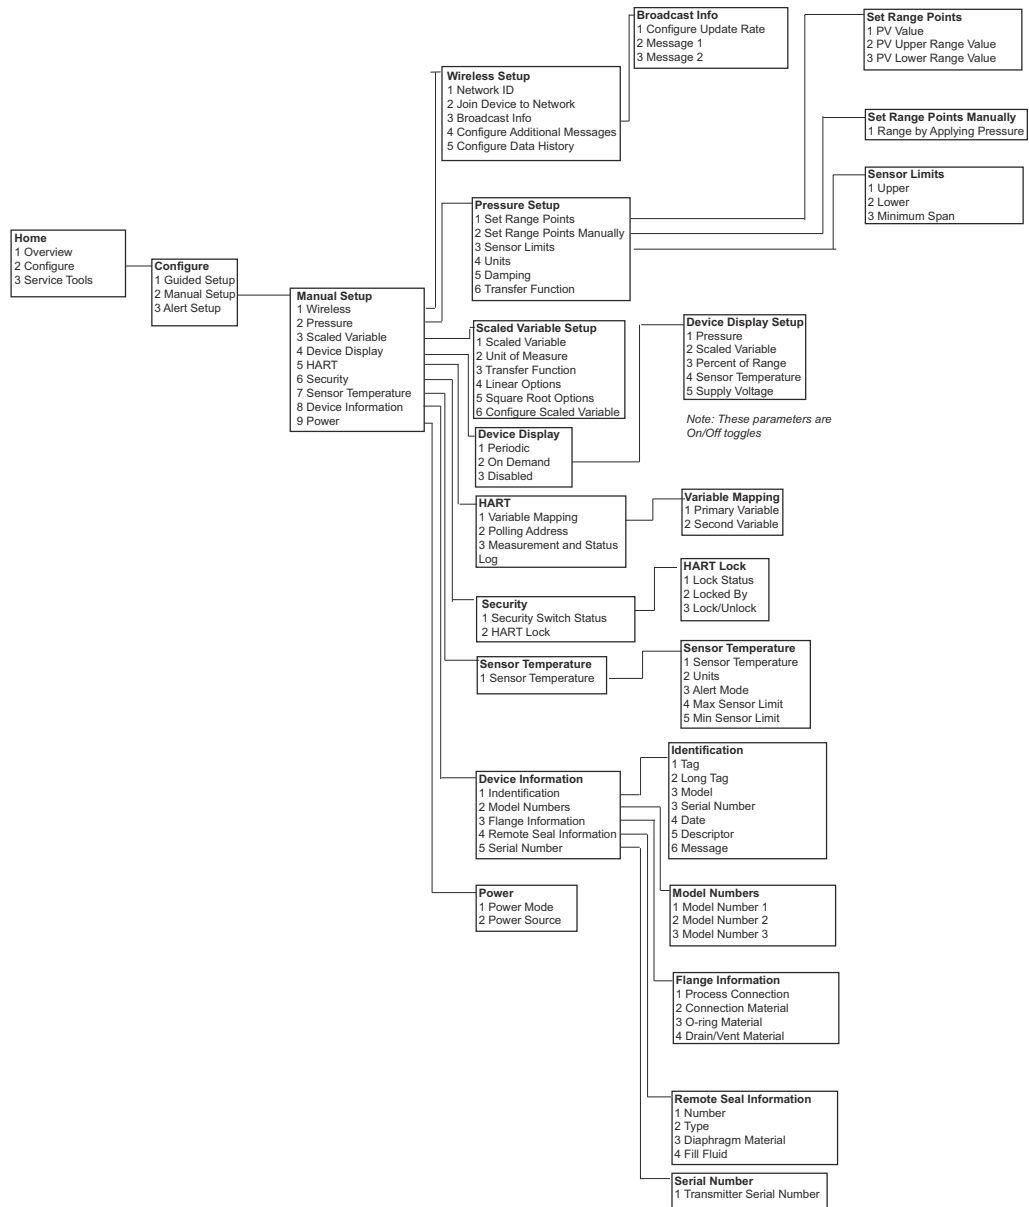 Home
1 Overview
2 Configure
3 Service Tools
Configure
1 Guided Setup
2 Manual Setup
3 Alert Setup
Manual Setup
1 Wireless
2 Pressure
3 Scaled Variable
4 Device Display
5 HART
6 Security
7 Sensor Temperature
8 Device Information
9 Power
Wireless Setup
1 Network ID
2 Join Device to Network
3 Broadcast Info
4 Configure Additional Messages
5 Configure Data History
Broadcast Info
1 Configure Update Rate
2 Message 1
3 Message 2
Pressure Setup
1 Set Range Points
2 Set Range Points Manually
3 Sensor Limits
4 Units
5 Damping
6 Transfer Function
Set Range Points
1 PV Value
2 PV Upper Range Value
3 PV Lower Range Value
Set Range Points Manually
1 Range by Applying Pressure
Sensor Limits
1 Upper
2 Lower
3 Minimum Span
Scaled Variable Setup
1 Scaled Variable
2 Unit of Measure
3 Transfer Function
4 Linear Options
5 Square Root Options
6 Configure Scaled Variable
Device Display
1 Periodic
2 On Demand
3 Disabled
Device Display Setup
1 Pressure
2 Scaled Variable
3 Percent of Range
4 Sensor Temperature
5 Supply Voltage
Note: These parameters are
On/Off toggles
HART
1 Variable Mapping
2 Polling Address
3 Measurement and Status
Log
Variable Mapping
1 Primary Variable
2 Second Variable
Security
1 Security Switch Status
2 HART Lock
HART Lock
1 Lock Status
2 Locked By
3 Lock/Unlock
Sensor Temperature
1 Sensor Temperature
Sensor Temperature
1 Sensor Temperature
2 Units
3 Alert Mode
4 Max Sensor Limit
5 Min Sensor Limit
Device Information
1 Indentification
2 Model Numbers
3 Flange Information
4 Remote Seal Information
5 Serial Number
Identification
1 Tag
2 Long Tag
3 Model
3 Serial Number
4 Date
5 Descriptor
6 Message
Model Numbers
1 Model Number 1
2 Model Number 2
3 Model Number 3
Flange Information
1 Process Connection
2 Connection Material
3 O-ring Material
4 Drain/Vent Material
Remote Seal Information
1 Number
2 Type
3 Diaphragm Material
4 Fill Fluid
Serial Number
1 Transmitter Serial Number
Power
1 Power Mode
2 Power Source